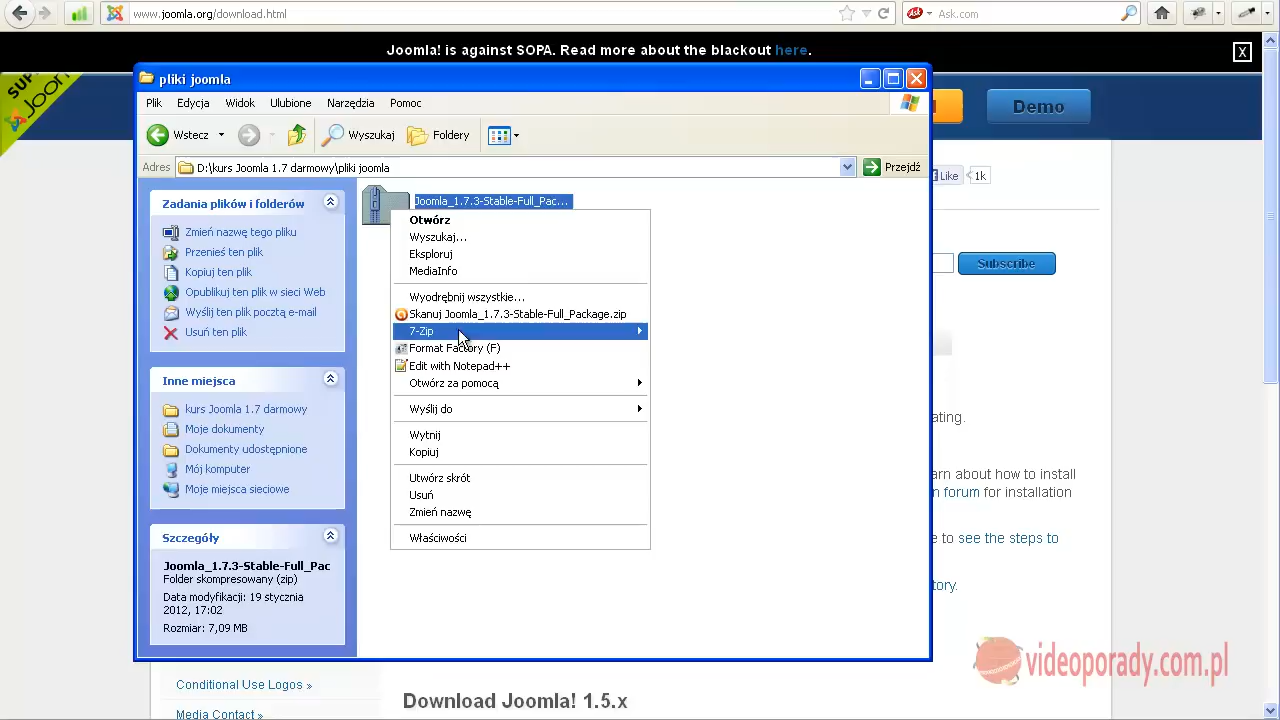 www.joomla.org/download.html
Ask.com
Joomla! is against SOPA. Read more about the blackout here.
X
SUP
Joom
pliki joomla
Plik Edycja Widok Ulubione Narzędzia Pomoc
Demo
Wstecz Wyszukaj Foldery
Adres D:\kurs Joomla 1.7 darmowy\pliki joomla Przejdź
Like 1k
Zadania plików i folderów
Zmień nazwę tego pliku
Przenieś ten plik
Kopiuj ten plik
Opublikuj ten plik w sieci Web
Wyślij ten plik pocztą e-mail
Usuń ten plik
Inne miejsca
kurs Joomla 1.7 darmowy
Moje dokumenty
Dokumenty udostępnione
Mój komputer
Moje miejsca sieciowe
Szczegóły
Joomla_1.7.3-Stable-Full_Pac
Folder skompresowany (zip)
Data modyfikacji: 19 stycznia
2012, 17:02
Rozmiar: 7,09 MB
Joomla_1.7.3-Stable-Full_Pac...
Otwórz
Wyszukaj...
Eksploruj
MediaInfo
Wyodrębnij wszystkie...
Skanuj Joomla_1.7.3-Stable-Full_Package.zip
7-Zip
Format Factory (F)
Edit with Notepad++
Otwórz za pomocą
Wyślij do
Wytnij
Kopiuj
Utwórz skrót
Usuń
Zmień nazwę
Właściwości
Subscribe
ating.
arn about how to install
n forum for installation
e to see the steps to
tory.
videoporady.com.pl
Conditional Use Logos »
Media Contact »
Download Joomla! 1.5.x